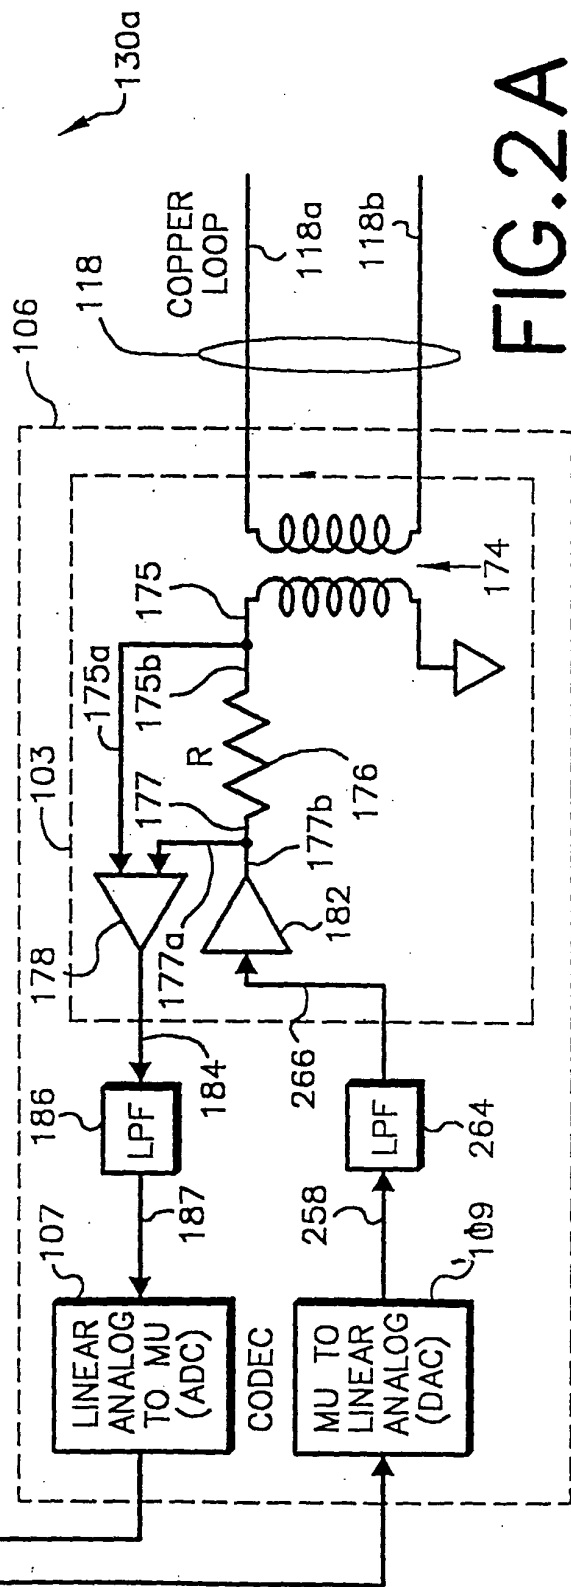 130a
106
118
COPPER
LOOP
118a
118b
103
175a
175
175b
R
177
176
177b
174
178
177a
182
184
266
186
LPF
LPF
264
187
258
107
109
LINEAR
ANALOG
TO MU
(ADC)
CODEC
MU TO
LINEAR
ANALOG
(DAC)
FIG.2A